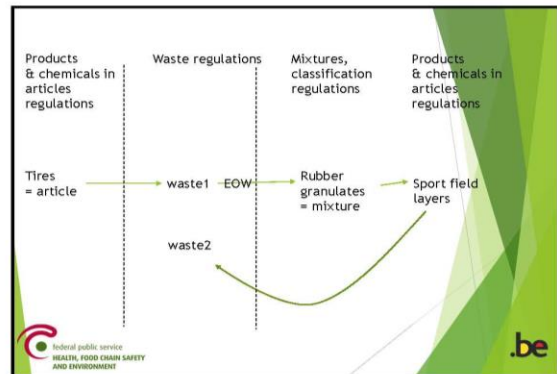 Products
& chemicals in
articles
regulations
Waste regulations
Mixtures,
classification
regulations
Products
& chemicals in
articles
regulations
Tires
= article
waste1
EOW
Rubber
granulates
= mixture
Sport field
layers
waste2
federal public service
HEALTH, FOOD CHAIN SAFETY
AND ENVIRONMENT
.be